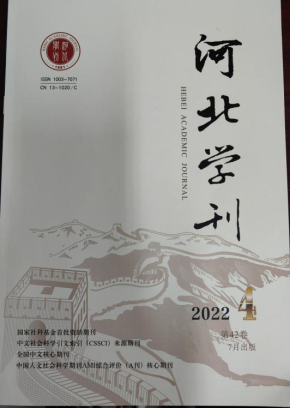 ISSN 1003-7071
CN 13-1020/C
河北学刊
HEBEI ACADEMIC JOURNAL
2022 4
第42卷
7月出版
国家社科基金首批资助期刊
中文社会科学引文索引(CSSCI)来源期刊
全国中文核心期刊
中国人文社会科学期刊AMI综合评价(A刊)核心期刊